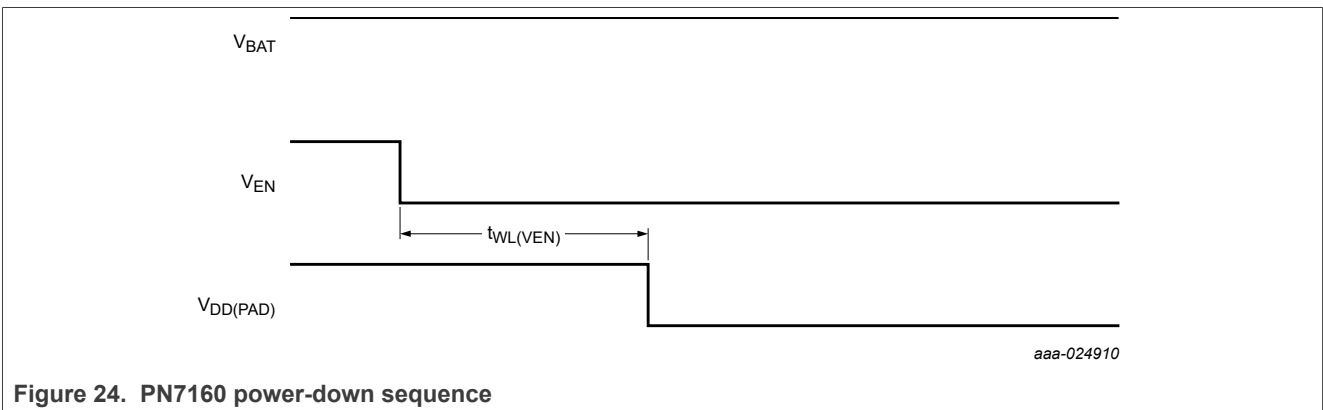 VBAT
VEN
tWL(VEN)
VDD(PAD)
aaa-024910
Figure 24. PN7160 power-down sequence